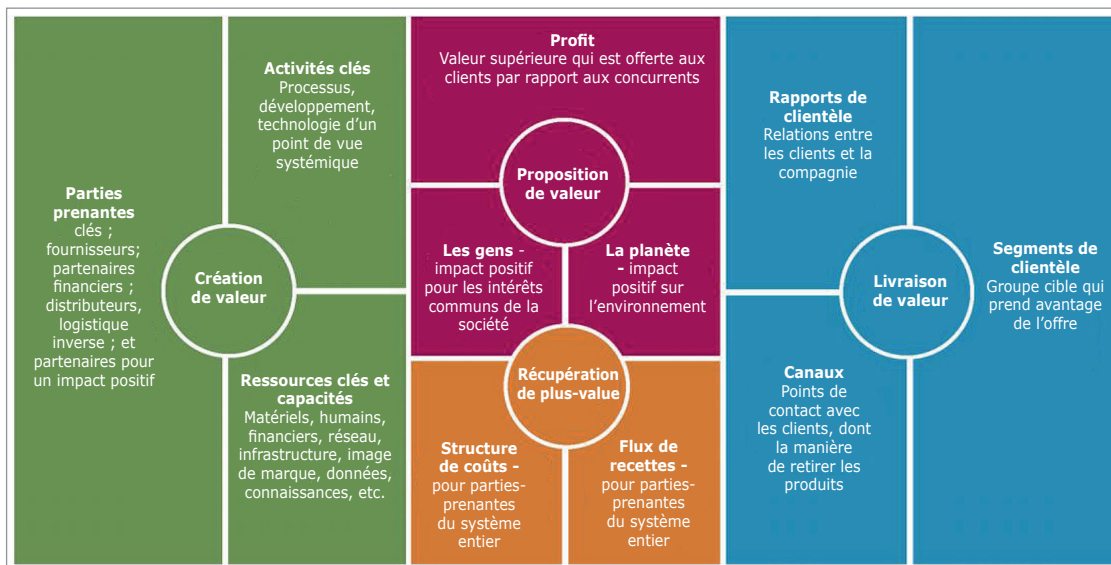 Parties
prenantes
clés ;
fournisseurs;
partenaires
financiers ;
distributeurs,
logistique
inverse ; et
partenaires pour
un impact positif
Activités clés
Processus,
développement,
technologie d’un
point de vue
systémique
Création
de valeur
Ressources clés et
capacités
Matériels, humains,
financiers, réseau,
infrastructure, image
de marque, données,
connaissances, etc.
Profit
Valeur supérieure qui est offerte aux
clients par rapport aux concurrents
Proposition
de valeur
Les gens -
impact positif
pour les intérêts
communs de la
société
La planète
- impact
positif sur
l’environnement
Récupération
de plus-value
Structure
de coûts -
pour parties-
prenantes
du système
entier
Flux de
recettes -
pour parties-
prenantes
du système
entier
Rapports de
clientèle
Relations entre
les clients et la
compagnie
Livraison
de valeur
Canaux
Points de
contact avec
les clients, dont
la manière
de retirer les
produits
Segments de
clientèle
Groupe cible qui
prend avantage
de l’offre